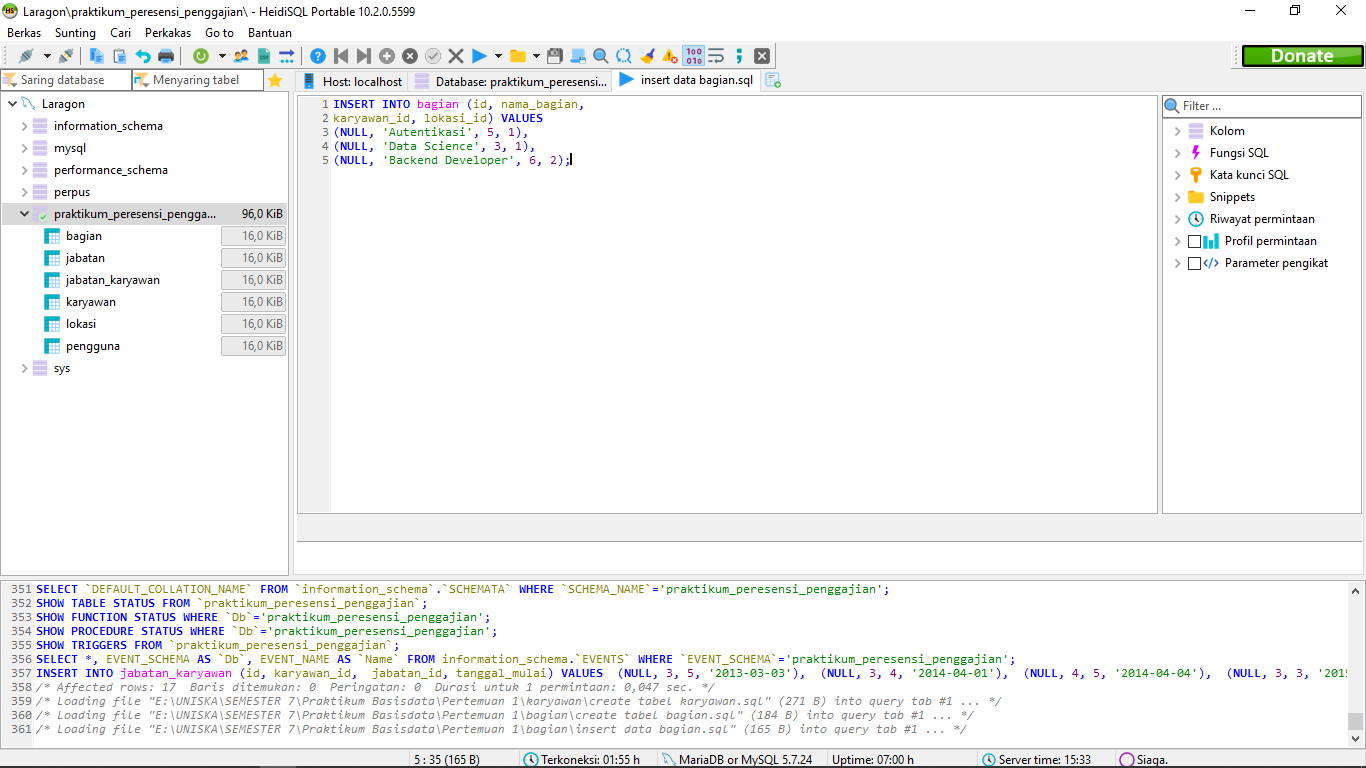 Laragon\praktikum_peresensi_penggajian\ - HeidiSQL Portable 10.2.0.5599
Berkas Sunting Cari Perkakas Go to Bantuan
Donate
Saring database Menyaring tabel
Host: localhost Database: praktikum_peresensi... insert data bagian.sql
Laragon
information_schema
mysql
performance_schema
perpus
praktikum_peresensi_pengga... 96,0 KiB
bagian 16,0 KiB
jabatan 16,0 KiB
jabatan_karyawan 16,0 KiB
karyawan 16,0 KiB
lokasi 16,0 KiB
pengguna 16,0 KiB
sys
1 INSERT INTO bagian (id, nama_bagian,
2 karyawan_id, lokasi_id) VALUES
3 (NULL, 'Autentikasi', 5, 1),
4 (NULL, 'Data Science', 3, 1),
5 (NULL, 'Backend Developer', 6, 2);
Filter ...
Kolom
Fungsi SQL
Kata kunci SQL
Snippets
Riwayat permintaan
Profil permintaan
Parameter pengikat
351 SELECT `DEFAULT_COLLATION_NAME` FROM `information_schema`.`SCHEMATA` WHERE `SCHEMA_NAME`='praktikum_peresensi_penggajian';
352 SHOW TABLE STATUS FROM `praktikum_peresensi_penggajian`;
353 SHOW FUNCTION STATUS WHERE `Db`='praktikum_peresensi_penggajian';
354 SHOW PROCEDURE STATUS WHERE `Db`='praktikum_peresensi_penggajian';
355 SHOW TRIGGERS FROM `praktikum_peresensi_penggajian`;
356 SELECT *, EVENT_SCHEMA AS `Db`, EVENT_NAME AS `Name` FROM information_schema.`EVENTS` WHERE `EVENT_SCHEMA`='praktikum_peresensi_penggajian';
357 INSERT INTO jabatan_karyawan (id, karyawan_id,  jabatan_id, tanggal_mulai) VALUES  (NULL, 3, 5, '2013-03-03'),  (NULL, 3, 4, '2014-04-01'),  (NULL, 4, 5, '2014-04-04'),  (NULL, 3, 3, '2015
358 /* Affected rows: 17  Baris ditemukan: 0  Peringatan: 0  Durasi untuk 1 permintaan: 0,047 sec. */
359 /* Loading file "E:\UNISKA\SEMESTER 7\Praktikum Basisdata\Pertemuan 1\karyawan\create tabel karyawan.sql" (271 B) into query tab #1 ... */
360 /* Loading file "E:\UNISKA\SEMESTER 7\Praktikum Basisdata\Pertemuan 1\bagian\create tabel bagian.sql" (184 B) into query tab #1 ... */
361 /* Loading file "E:\UNISKA\SEMESTER 7\Praktikum Basisdata\Pertemuan 1\bagian\insert data bagian.sql" (165 B) into query tab #1 ... */
5 : 35 (165 B) Terkoneksi: 01:55 h MariaDB or MySQL 5.7.24 Uptime: 07:00 h Server time: 15:33 Siaga.